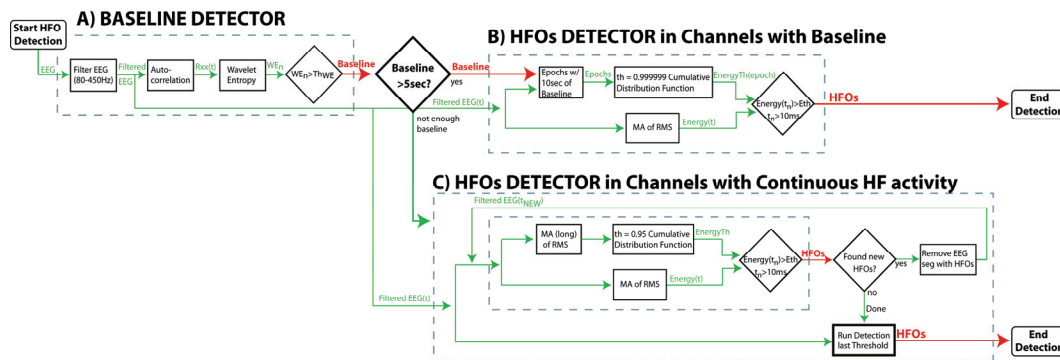 A) BASELINE DETECTOR
Start HFO
Detection
EEG
Filter EEG
(80-450Hz)
Filtered
EEG
Auto-
correlation
Rxx(t)
Wavelet
Entropy
WEn
WEn>ThWE
Baseline
Baseline
>5sec?
Baseline
yes
not enough
baseline
Filtered EEG(t)
B) HFOs DETECTOR in Channels with Baseline
Epochs w/
10sec of
Baseline
Epochs
th = 0.999999 Cumulative
Distribution Function
EnergyTh(epoch)
MA of RMS
Energy(t)
Energy(tn)>Eth
tn>10ms
HFOs
End
Detection
C) HFOs DETECTOR in Channels with Continuous HF activity
Filtered EEG(tNEW)
MA (long)
of RMS
th = 0.95 Cumulative
Distribution Function
EnergyTh
MA of RMS
Energy(t)
Energy(tn)>Eth
tn>10ms
HFOs
Found new
HFOs?
yes
Remove EEG
seg with HFOs
no
Done
Filtered EEG(t)
Run Detection
last Threshold
HFOs
End
Detection